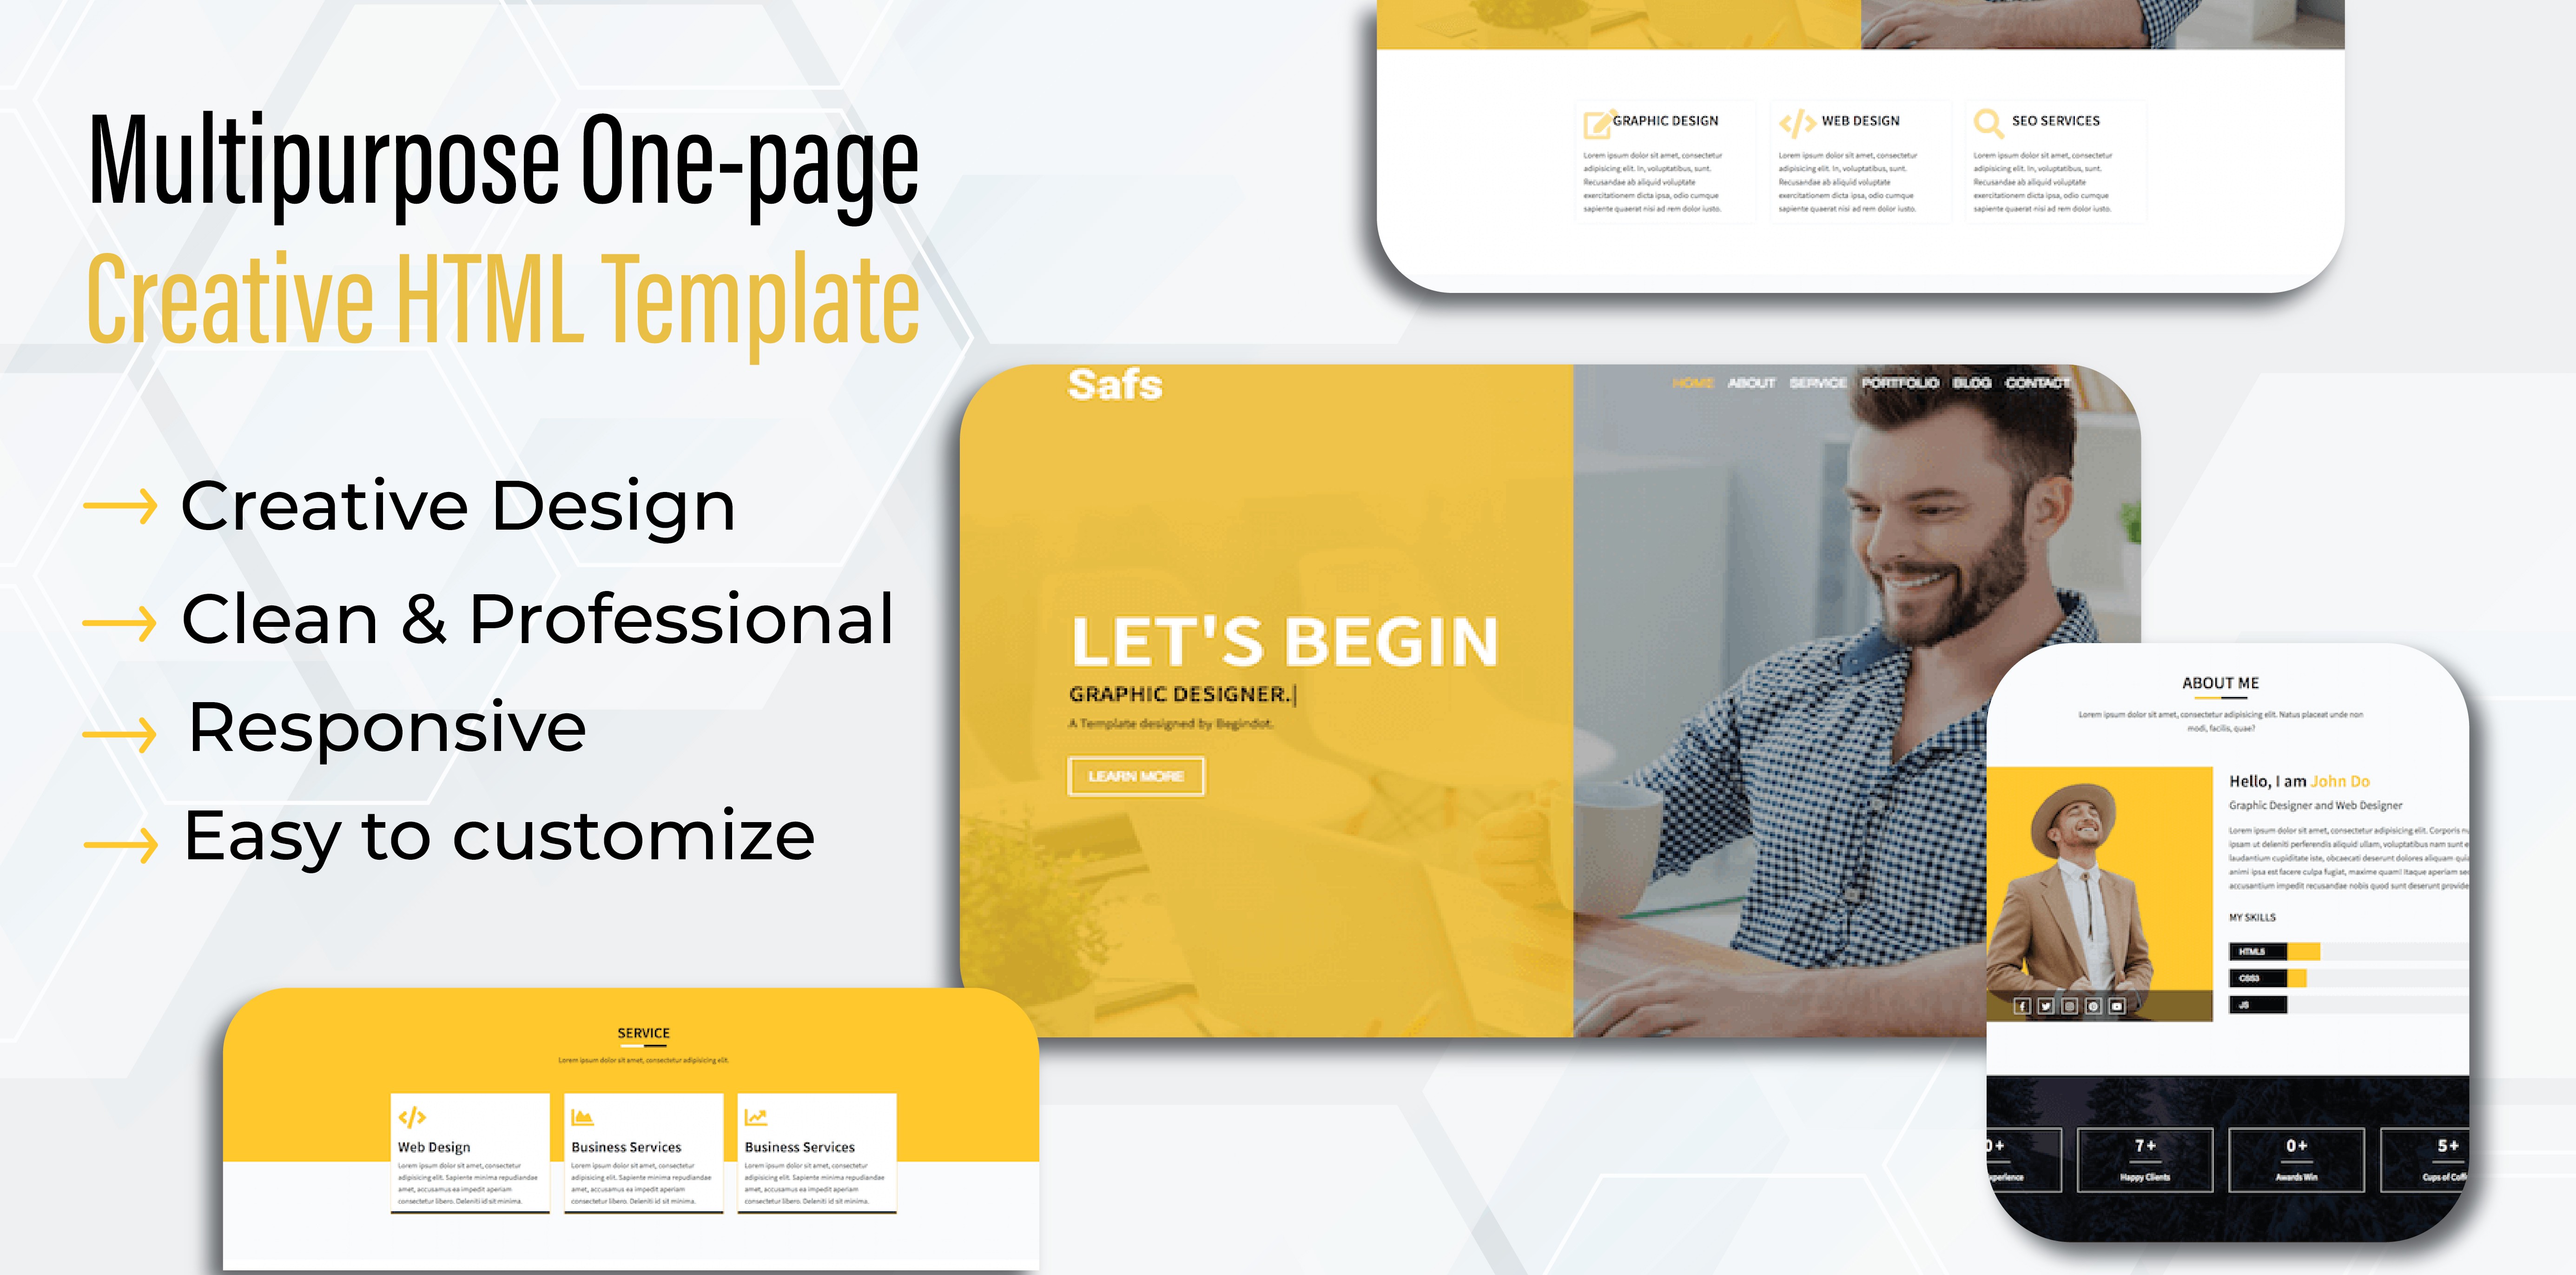 Multipurpose One-page
Creative HTML Template
Creative Design
Clean & Professional
Responsive
Easy to customize
GRAPHIC DESIGN
Lorem ipsum dolor sit amet, consectetur
adipisicing elit. In, voluptatibus, sunt.
Recusandae ab aliquid voluptate
exercitationem dicta ipsa, odio cumque
sapiente quaerat nisi ad rem dolor iusto.
WEB DESIGN
Lorem ipsum dolor sit amet, consectetur
adipisicing elit. In, voluptatibus, sunt.
Recusandae ab aliquid voluptate
exercitationem dicta ipsa, odio cumque
sapiente quaerat nisi ad rem dolor iusto.
SEO SERVICES
Lorem ipsum dolor sit amet, consectetur
adipisicing elit. In, voluptatibus, sunt.
Recusandae ab aliquid voluptate
exercitationem dicta ipsa, odio cumque
sapiente quaerat nisi ad rem dolor iusto.
Safs
HOME ABOUT SERVICE PORTFOLIO BLOG CONTACT
LET'S BEGIN
GRAPHIC DESIGNER.|
A Template designed by Begindot.
LEARN MORE
ABOUT ME
Lorem ipsum dolor sit amet, consectetur adipisicing elit. Natus placeat unde non
modi, facilis, quae?
Hello, I am John Do
Graphic Designer and Web Designer
Lorem ipsum dolor sit amet, consectetur adipisicing elit. Corporis
ipsam ut deleniti perferendis aliquid ullam, voluptatibus nam sunt
laudantium cupiditate iste, obcaecati deserunt dolores aliquam
animi ipsa est facere culpa fugiat, maxime quam! Itaque aperiam
accusantium impedit recusandae nobis quod sunt deserunt
MY SKILLS
HTML5
CSS3
JS
0+
xperience
7+
Happy Clients
0+
Awards Win
5+
Cups of
SERVICE
Lorem ipsum dolor sit amet, consectetur adipisicing elit.
Web Design
Lorem ipsum dolor sit amet, consectetur
adipisicing elit. Sapiente minima repudiandae
amet, accusamus ea impedit aperiam
consectetur libero. Deleniti id sit minima.
Business Services
Lorem ipsum dolor sit amet, consectetur
adipisicing elit. Sapiente minima repudiandae
amet, accusamus ea impedit aperiam
consectetur libero. Deleniti id sit minima.
Business Services
Lorem ipsum dolor sit amet, consectetur
adipisicing elit. Sapiente minima repudiandae
amet, accusamus ea impedit aperiam
consectetur libero. Deleniti id sit minima.